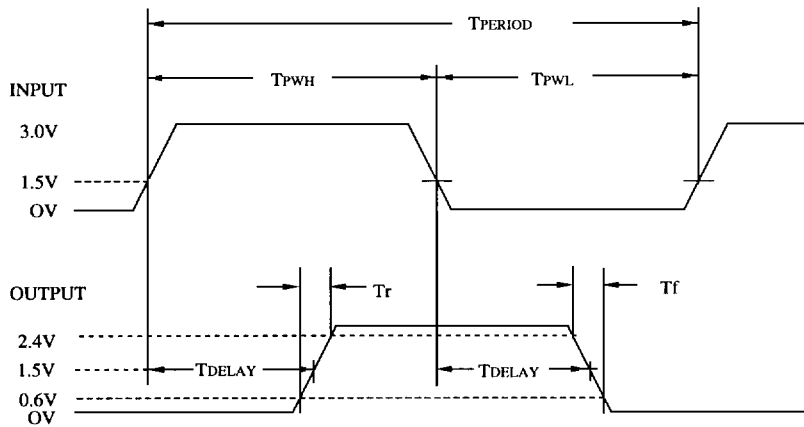 TPERIOD
TPWH
TPWL
INPUT
3.0V
1.5V
OV
OUTPUT
Tr
Tf
2.4V
1.5V
TDELAY
TDELAY
0.6V
OV